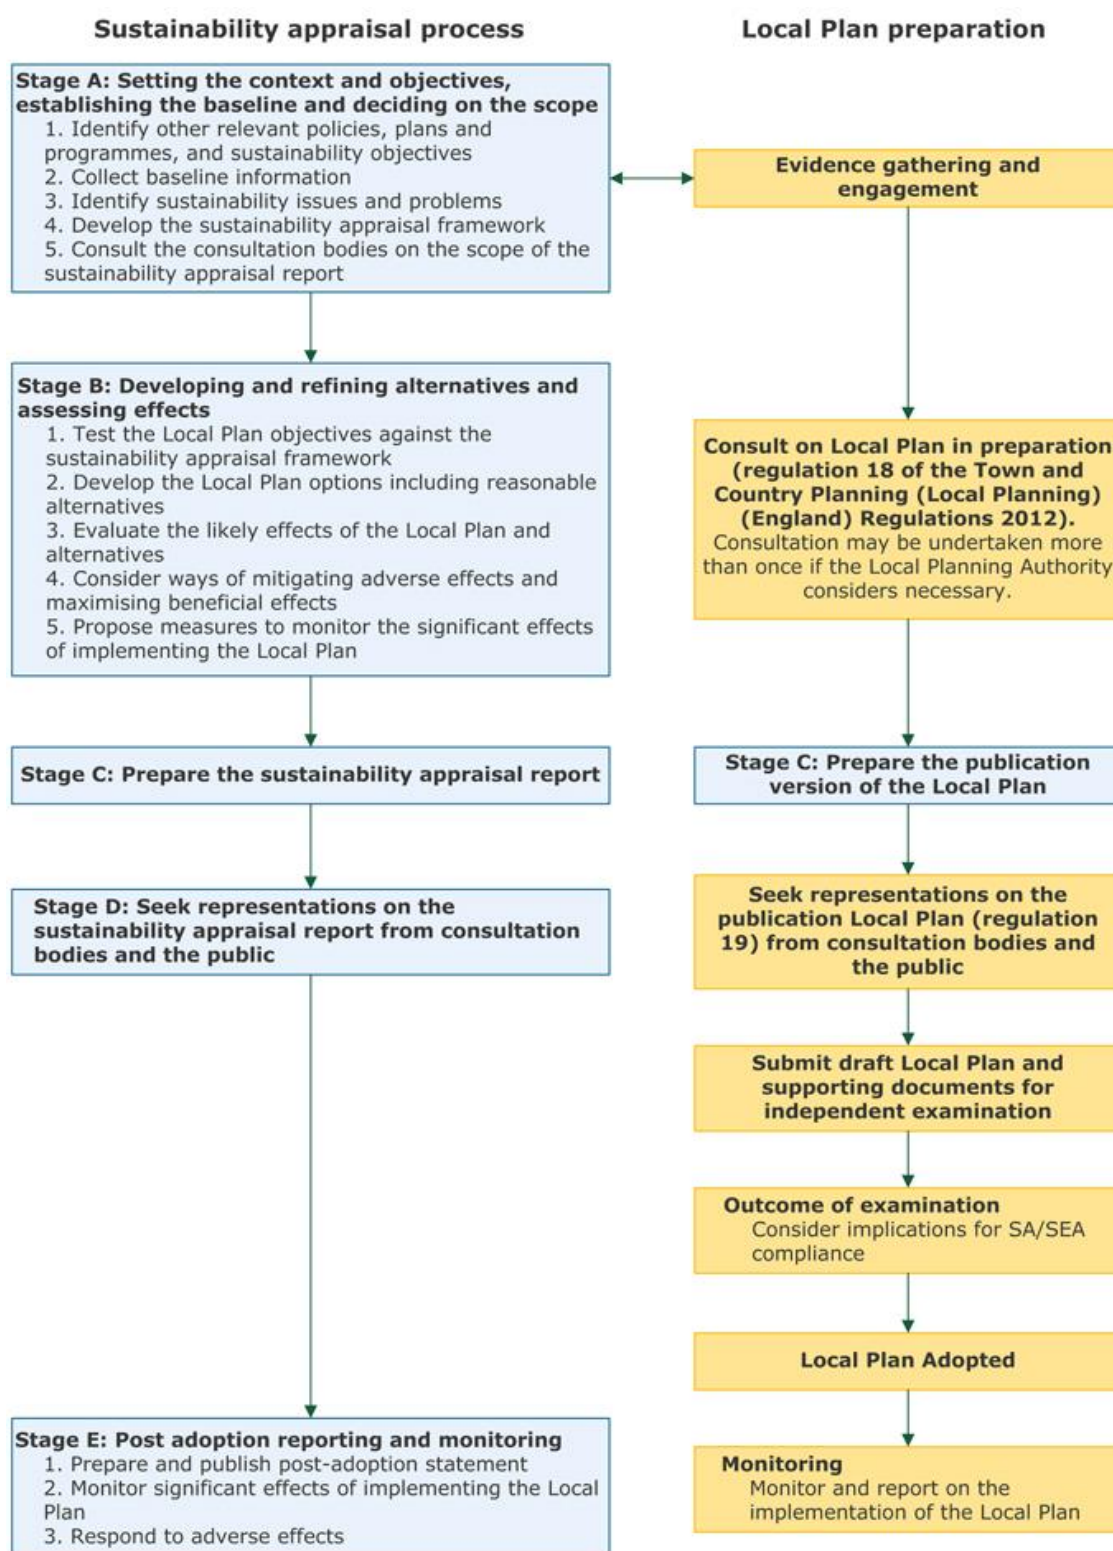 Sustainability appraisal process
Local Plan preparation
Stage A: Setting the context and objectives,
establishing the baseline and deciding on the scope
1. Identify other relevant policies, plans and
programmes, and sustainability objectives
2. Collect baseline information
3. Identify sustainability issues and problems
4. Develop the sustainability appraisal framework
5. Consult the consultation bodies on the scope of the
sustainability appraisal report
Evidence gathering and
engagement
Stage B: Developing and refining alternatives and
assessing effects
1. Test the Local Plan objectives against the
sustainability appraisal framework
2. Develop the Local Plan options including reasonable
alternatives
3. Evaluate the likely effects of the Local Plan and
alternatives
4. Consider ways of mitigating adverse effects and
maximising beneficial effects
5. Propose measures to monitor the significant effects
of implementing the Local Plan
Consult on Local Plan in preparation
(regulation 18 of the Town and
Country Planning (Local Planning)
(England) Regulations 2012).
Consultation may be undertaken more
than once if the Local Planning Authority
considers necessary.
Stage C: Prepare the sustainability appraisal report
Stage C: Prepare the publication
version of the Local Plan
Stage D: Seek representations on the
sustainability appraisal report from consultation
bodies and the public
Seek representations on the
publication Local Plan (regulation
19) from consultation bodies and
the public
Submit draft Local Plan and
supporting documents for
independent examination
Outcome of examination
Consider implications for SA/SEA
compliance
Local Plan Adopted
Stage E: Post adoption reporting and monitoring
1. Prepare and publish post-adoption statement
2. Monitor significant effects of implementing the Local
Plan
3. Respond to adverse effects
Monitoring
Monitor and report on the
implementation of the Local Plan